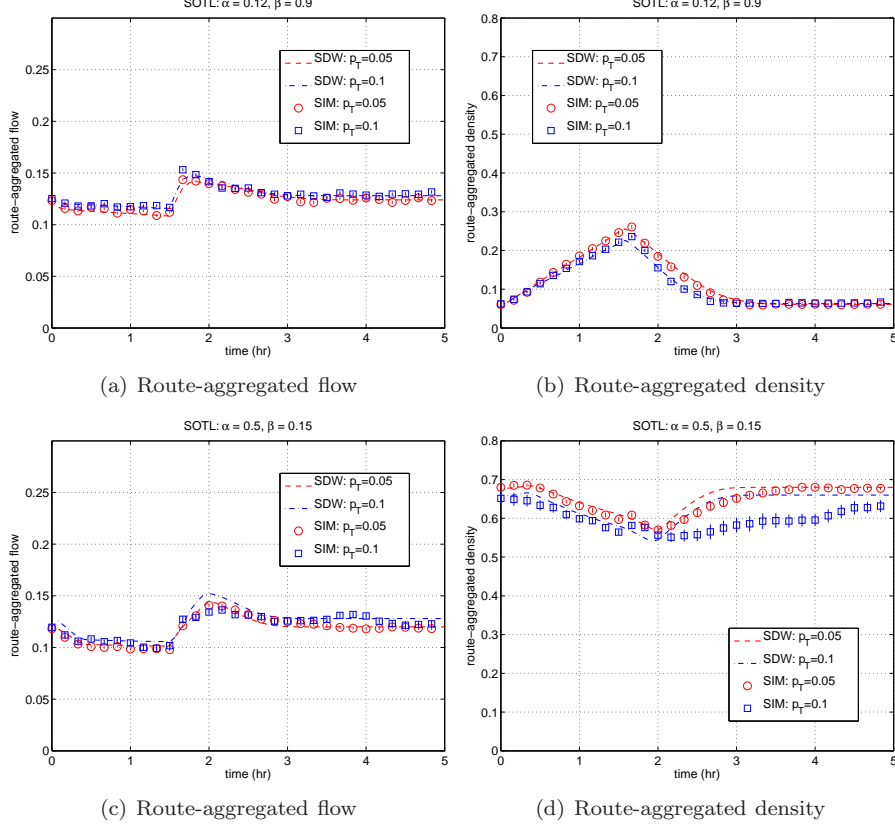 SOTL: α = 0.12, β = 0.9
route−aggregated flow
0.25
0.2
0.15
0.1
0.05
0
SDW: p_T=0.05
SDW: p_T=0.1
SIM: p_T=0.05
SIM: p_T=0.1
0 1 2 3 4 5
time (hr)
(a) Route-aggregated flow
SOTL: α = 0.12, β = 0.9
route−aggregated density
0.8
0.7
0.6
0.5
0.4
0.3
0.2
0.1
0
SDW: p_T=0.05
SDW: p_T=0.1
SIM: p_T=0.05
SIM: p_T=0.1
0 1 2 3 4 5
time (hr)
(b) Route-aggregated density
SOTL: α = 0.5, β = 0.15
route−aggregated flow
0.25
0.2
0.15
0.1
0.05
0
SDW: p_T=0.05
SDW: p_T=0.1
SIM: p_T=0.05
SIM: p_T=0.1
0 1 2 3 4 5
time (hr)
(c) Route-aggregated flow
SOTL: α = 0.5, β = 0.15
route−aggregated density
0.8
0.7
0.6
0.5
0.4
0.3
0.2
0.1
0
SDW: p_T=0.05
SDW: p_T=0.1
SIM: p_T=0.05
SIM: p_T=0.1
0 1 2 3 4 5
time (hr)
(d) Route-aggregated density